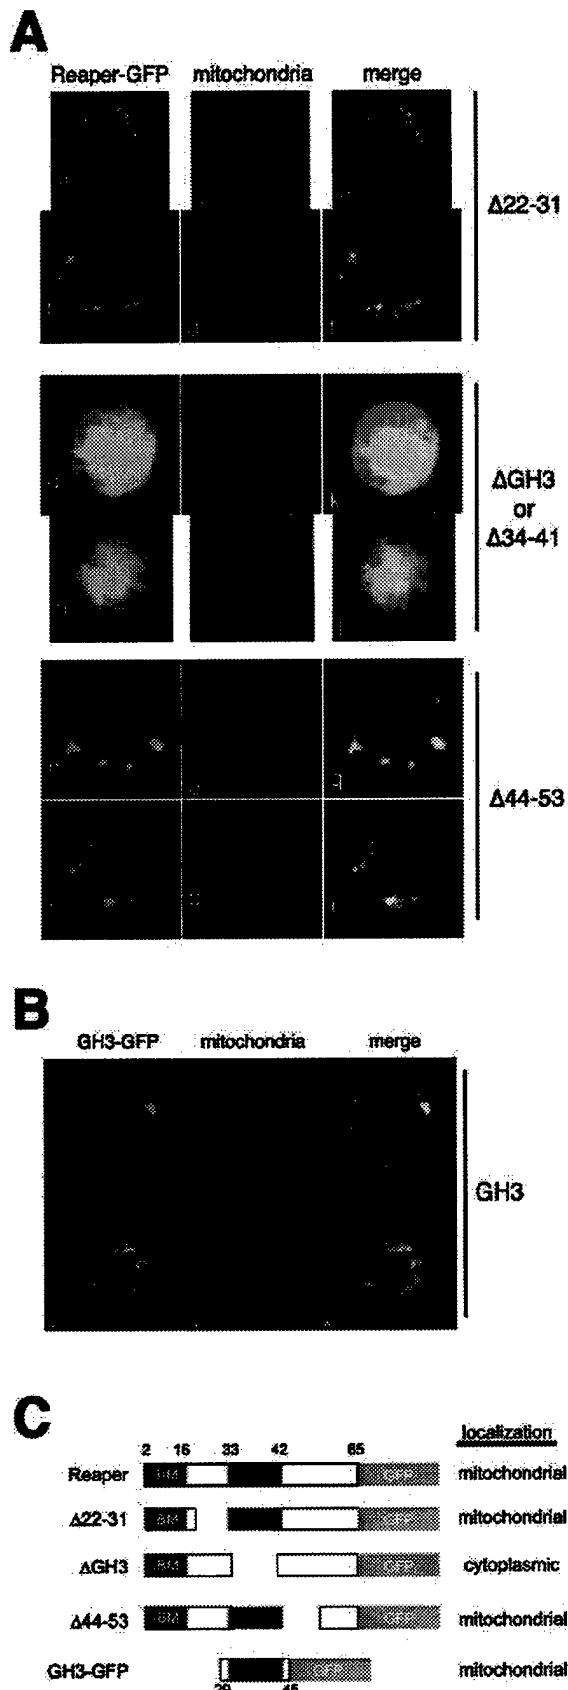 A
Reaper-GFP mitochondria merge
Δ22-31
ΔGH3
or
Δ34-41
Δ44-53
B
GH3-GFP mitochondria merge
GH3
C
localization
2 16 33 42 65
Reaper GFP mitochondrial
Δ22-31 GFP mitochondrial
ΔGH3 GFP cytoplasmic
Δ44-53 GFP mitochondrial
GH3-GFP GFP mitochondrial